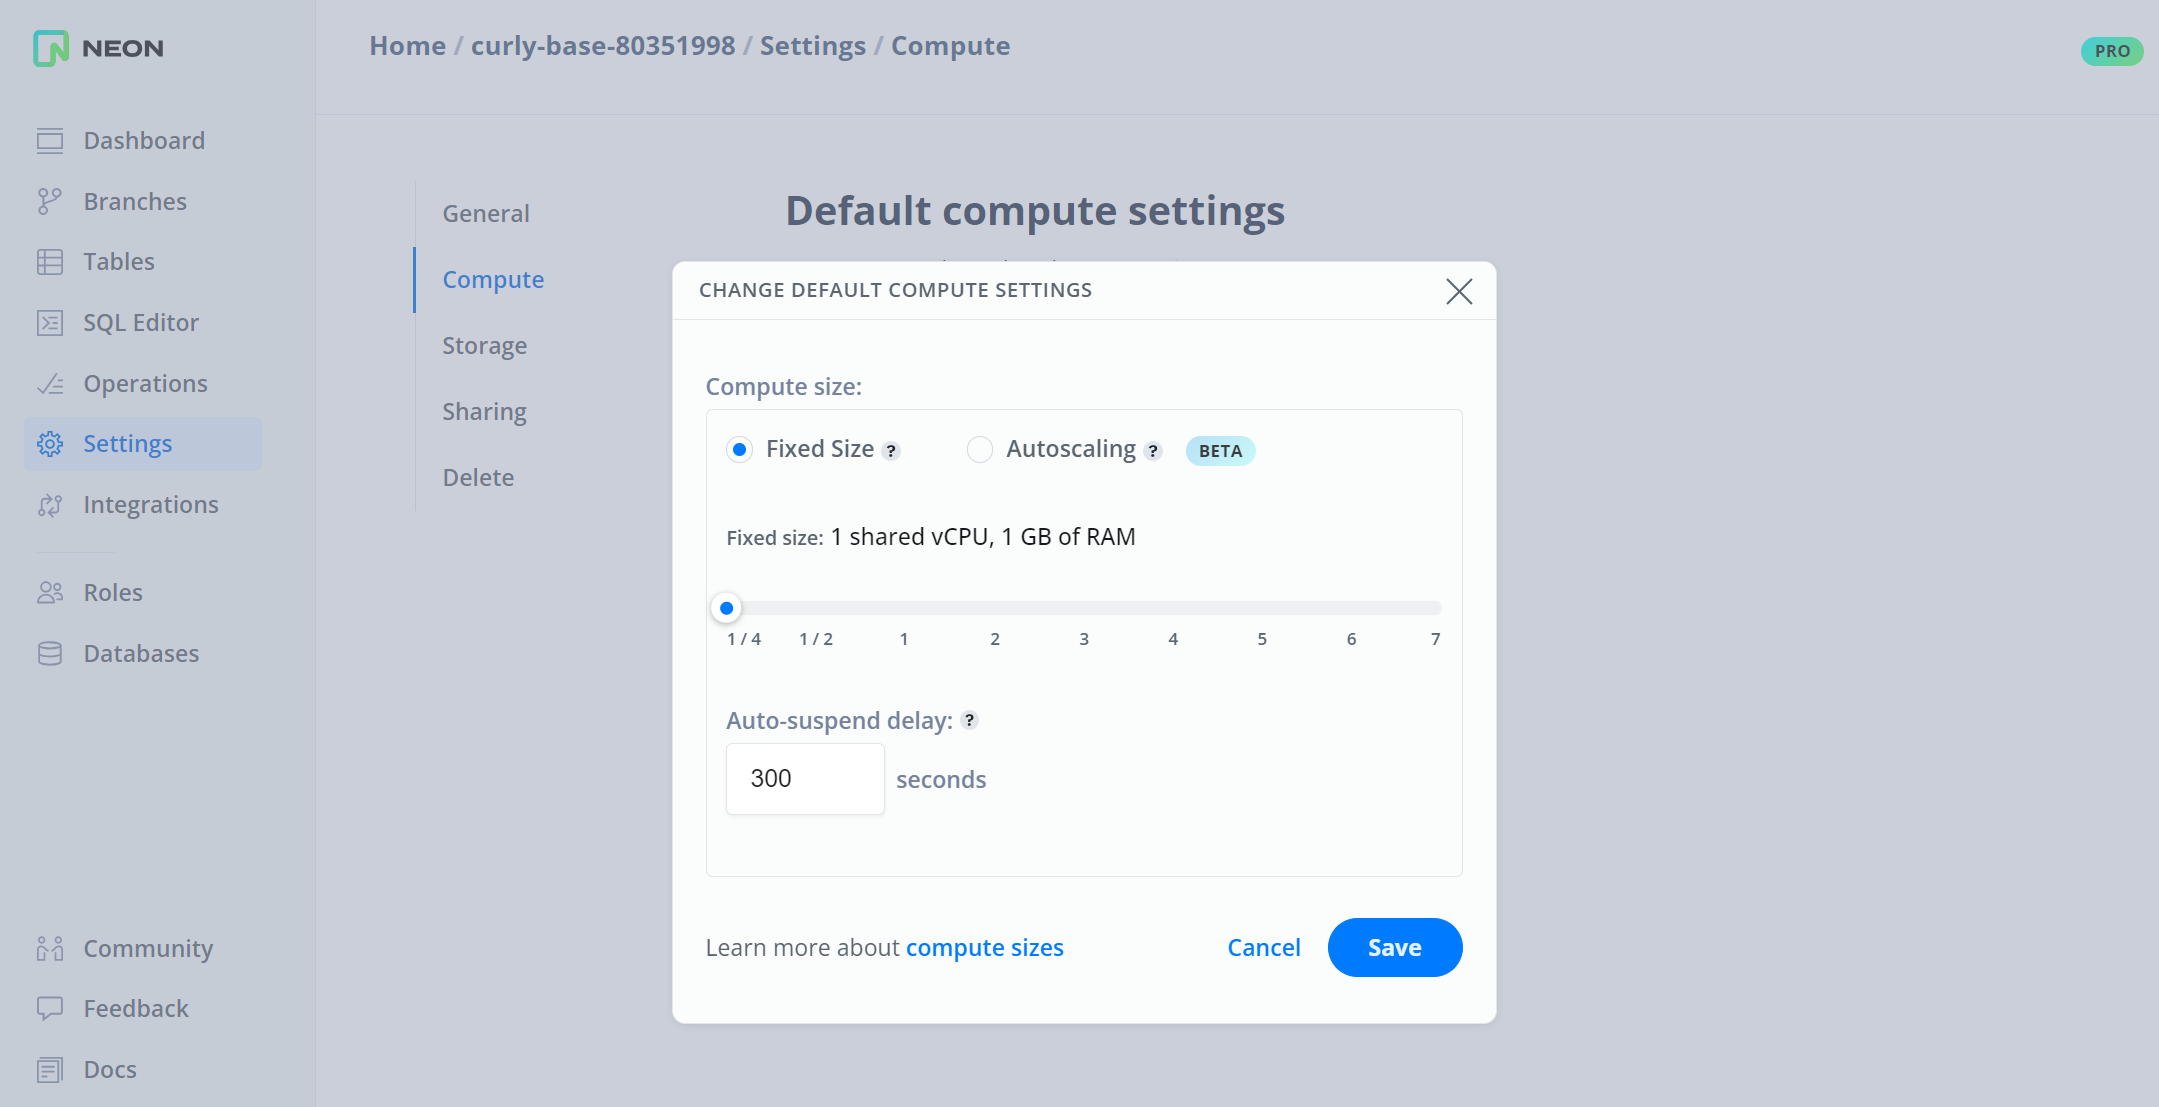 NEON
Home / curly-base-80351998 / Settings / Compute
PRO
Dashboard
Branches
Tables
SQL Editor
Operations
Settings
Integrations
Roles
Databases
Community
Feedback
Docs
General
Compute
Storage
Sharing
Delete
Default compute settings
CHANGE DEFAULT COMPUTE SETTINGS
Compute size:
Fixed Size ? Autoscaling ? BETA
Fixed size: 1 shared vCPU, 1 GB of RAM
1 / 4 1 / 2 1 2 3 4 5 6 7
Auto-suspend delay: ?
300 seconds
Learn more about compute sizes
Cancel
Save